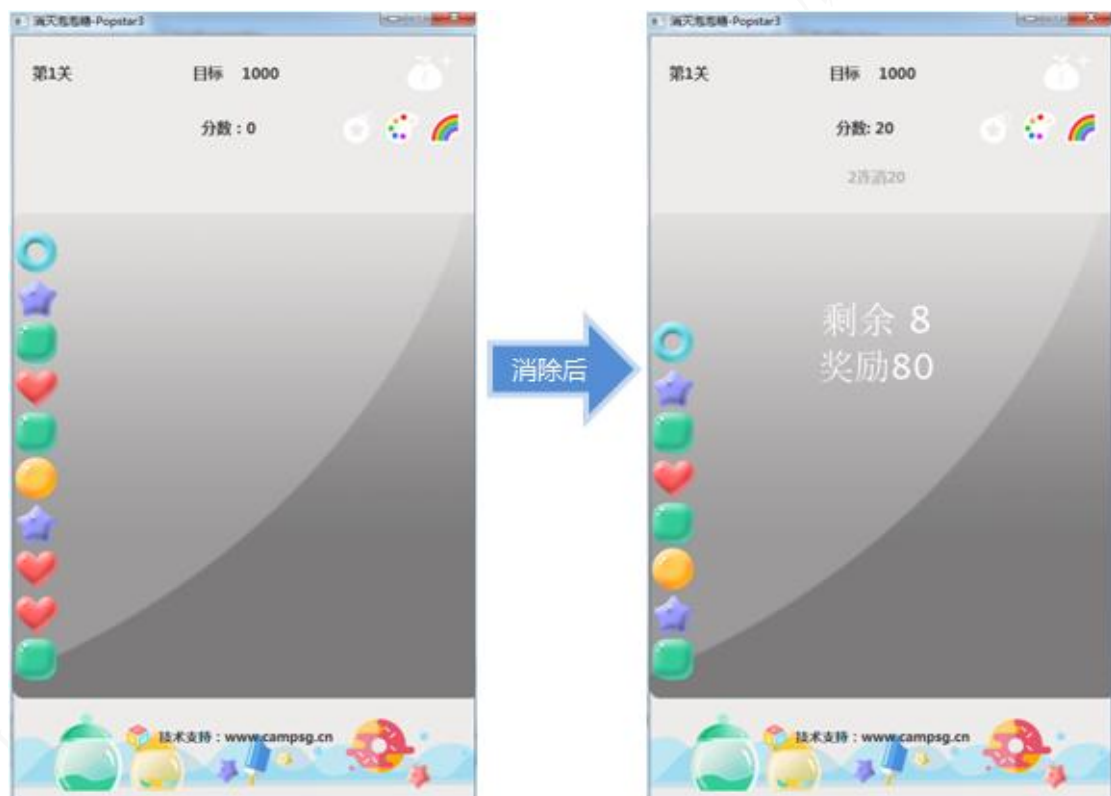 消灭泡泡糖-Popstar3
第1关
目标 1000
分数：0
技术支持：www.campsg.cn
消除后
消灭泡泡糖-Popstar3
第1关
目标 1000
分数: 20
2连消20
剩余 8
奖励80
技术支持：www.campsg.cn